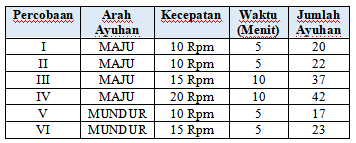 Percobaan Arah Ayuhan Kecepatan Waktu (Menit) Jumlah Ayuhan
I MAJU 10 Rpm 5 20
II MAJU 10 Rpm 5 22
III MAJU 15 Rpm 10 37
IV MAJU 20 Rpm 10 42
V MUNDUR 10 Rpm 5 17
VI MUNDUR 15 Rpm 5 23